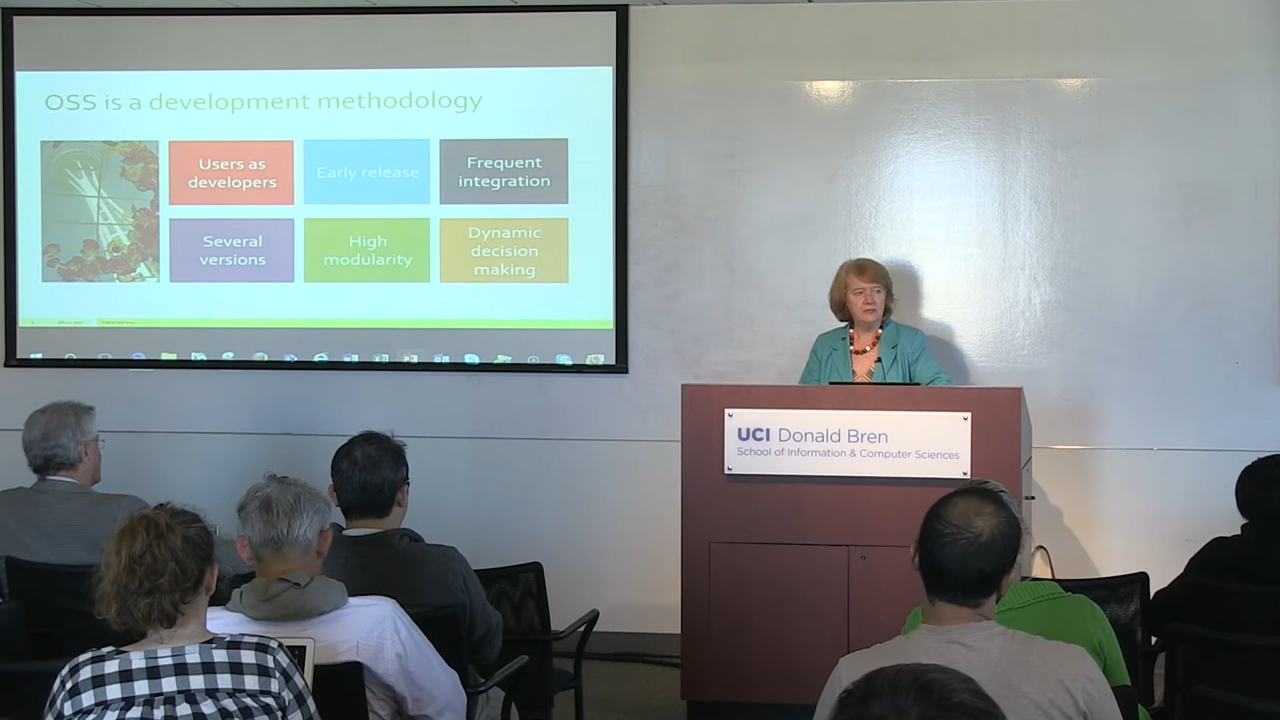 OSS is a development methodology
Users as
developers
Early release
Frequent
integration
Several
versions
High
modularity
Dynamic
decision
making
UCI Donald Bren
School of Information & Computer Sciences